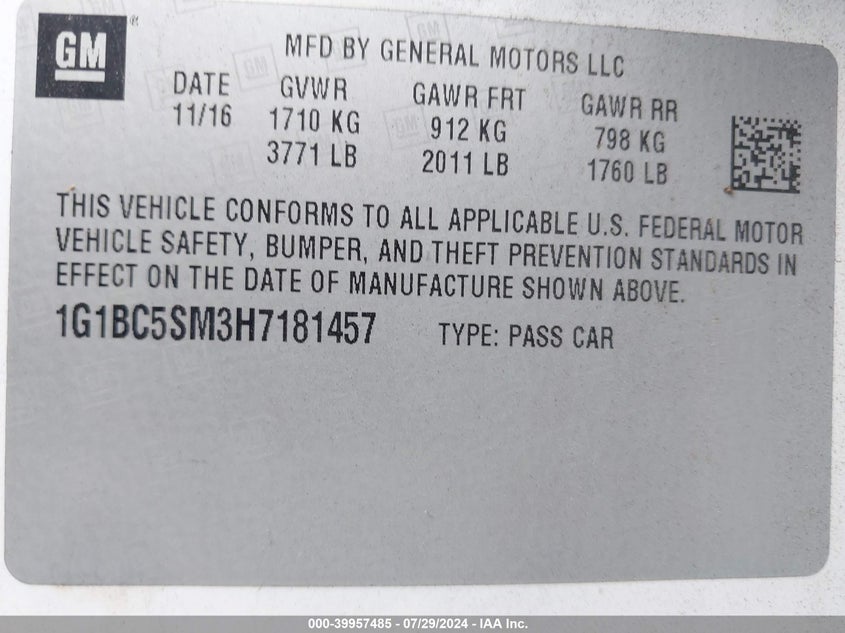 GM ®
MFD BY GENERAL MOTORS LLC
DATE GVWR GAWR FRT GAWR RR
11/16 1710 KG 912 KG 798 KG
3771 LB 2011 LB 1760 LB
THIS VEHICLE CONFORMS TO ALL APPLICABLE U.S. FEDERAL MOTOR
VEHICLE SAFETY, BUMPER, AND THEFT PREVENTION STANDARDS IN
EFFECT ON THE DATE OF MANUFACTURE SHOWN ABOVE.
1G1BC5SM3H7181457 TYPE: PASS CAR
000-39957485 - 07/29/2024 - IAA Inc.